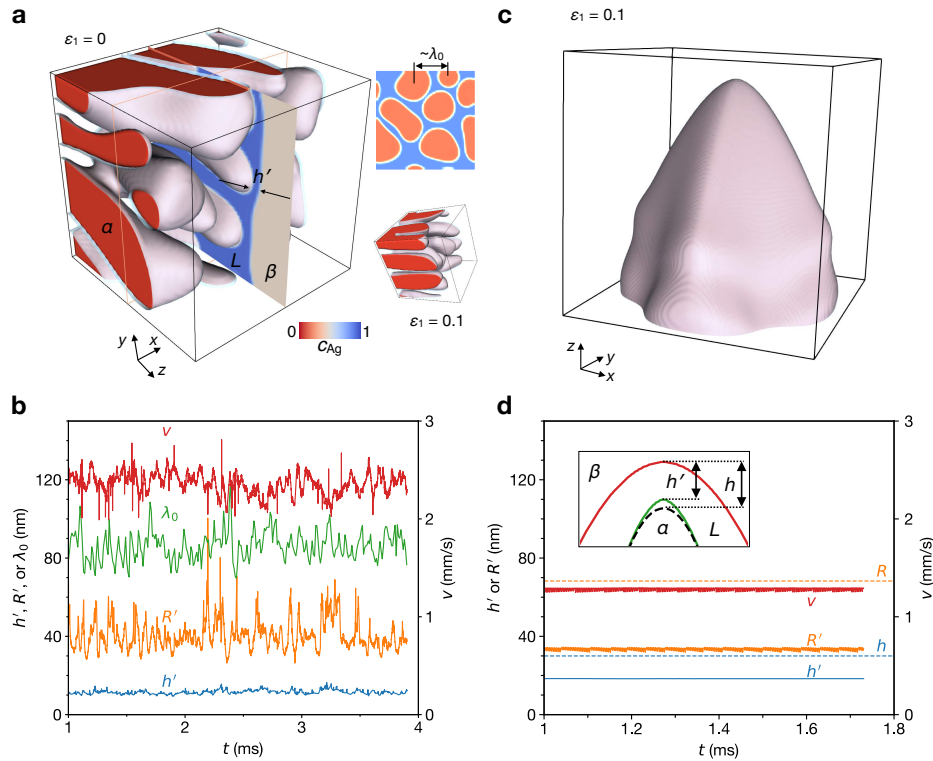 a
ε₁ = 0
~λ₀
h′
α
L
β
ε₁ = 0.1
0 1
c_Ag
y x z
c
ε₁ = 0.1
z y x
b
h′, R′, or λ₀ (nm)
0
40
80
120
v
λ₀
R′
h′
0
1
2
3
v (mm/s)
1 2 3 4
t (ms)
d
h′ or R′ (nm)
0
40
80
120
β
h′
h
α
L
R
v
R′
h
h′
0
1
2
3
v (mm/s)
1.0 1.2 1.4 1.6 1.8
t (ms)